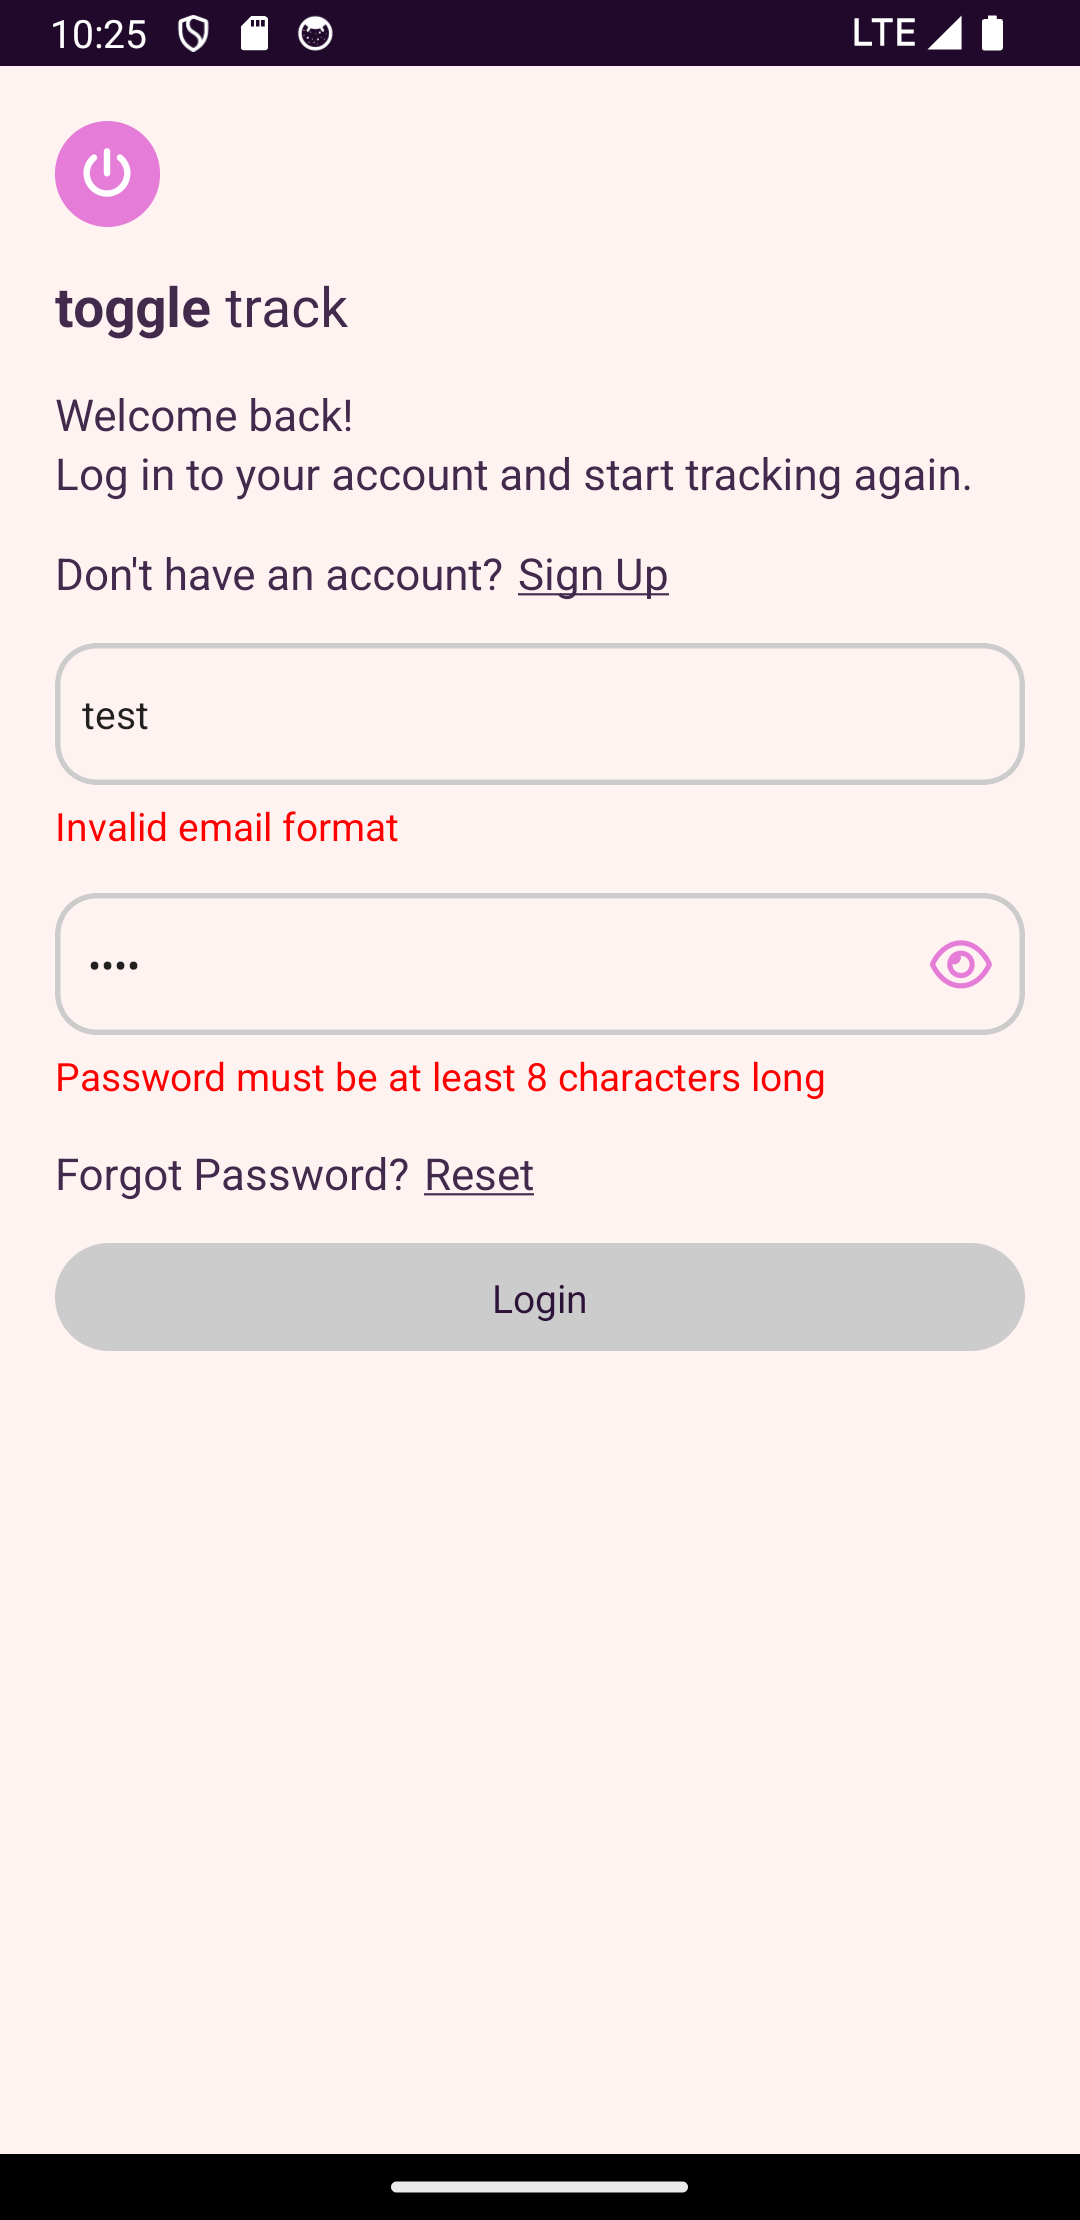 10:25 LTE
toggle track
Welcome back!
Log in to your account and start tracking again.
Don't have an account? Sign Up
test
Invalid email format
••••
Password must be at least 8 characters long
Forgot Password? Reset
Login